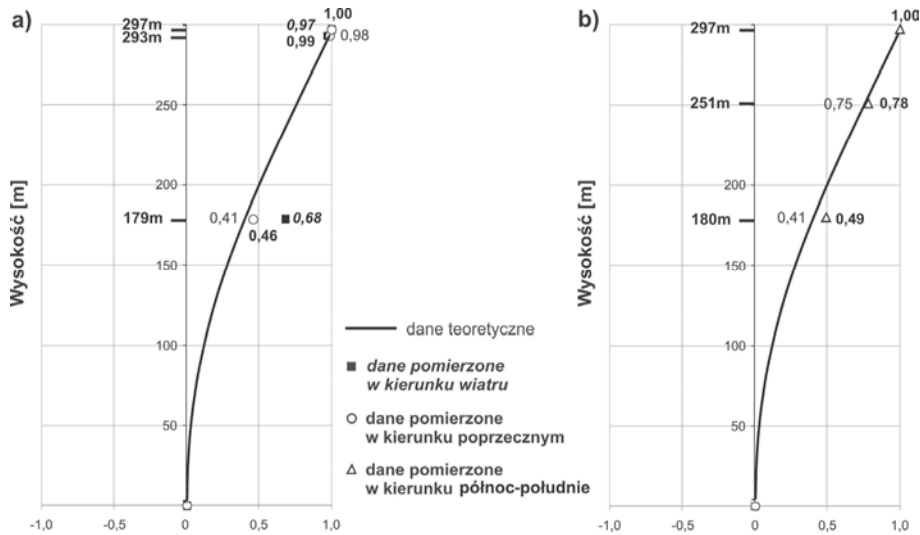 a)
297m
293m
0,97
1,00
0,99
0,98
250
200
179m
0,41
0,68
0,46
150
100
50
0
Wysokość [m]
-1,0
-0,5
0
0,5
1,0
dane teoretyczne
dane pomierzone
w kierunku wiatru
dane pomierzone
w kierunku poprzecznym
dane pomierzone
w kierunku północ-południe
b)
1,00
297m
251m
250
0,75
0,78
200
180m
0,41
0,49
150
100
50
0
Wysokość [m]
-1,0
-0,5
0
0,5
1,0